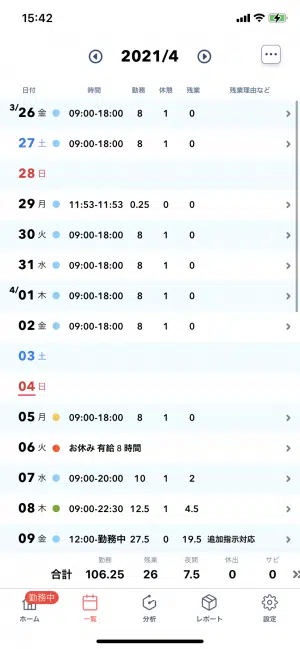 15:42
2021/4
日付 時間 勤務 休憩 残業 残業理由など
3/26 金 09:00-18:00 8 1 0
27 土 09:00-18:00 8 1 0
28 日
29 月 11:53-11:53 0.25 0 0
30 火 09:00-18:00 8 1 0
31 水 09:00-18:00 8 1 0
4/01 木 09:00-18:00 8 1 0
02 金 09:00-18:00 8 1 0
03 土
04 日
05 月 09:00-18:00 8 1 0
06 火 お休み 有給 8 時間
07 水 09:00-20:00 10 1 2
08 木 09:00-22:30 12.5 1 4.5
09 金 12:00-勤務中 27.5 0 19.5 追加指示対応
勤務 残業 夜間 休出 サビ
合計 106.25 26 7.5 0 0
勤務中
ホーム 一覧 分析 レポート 設定